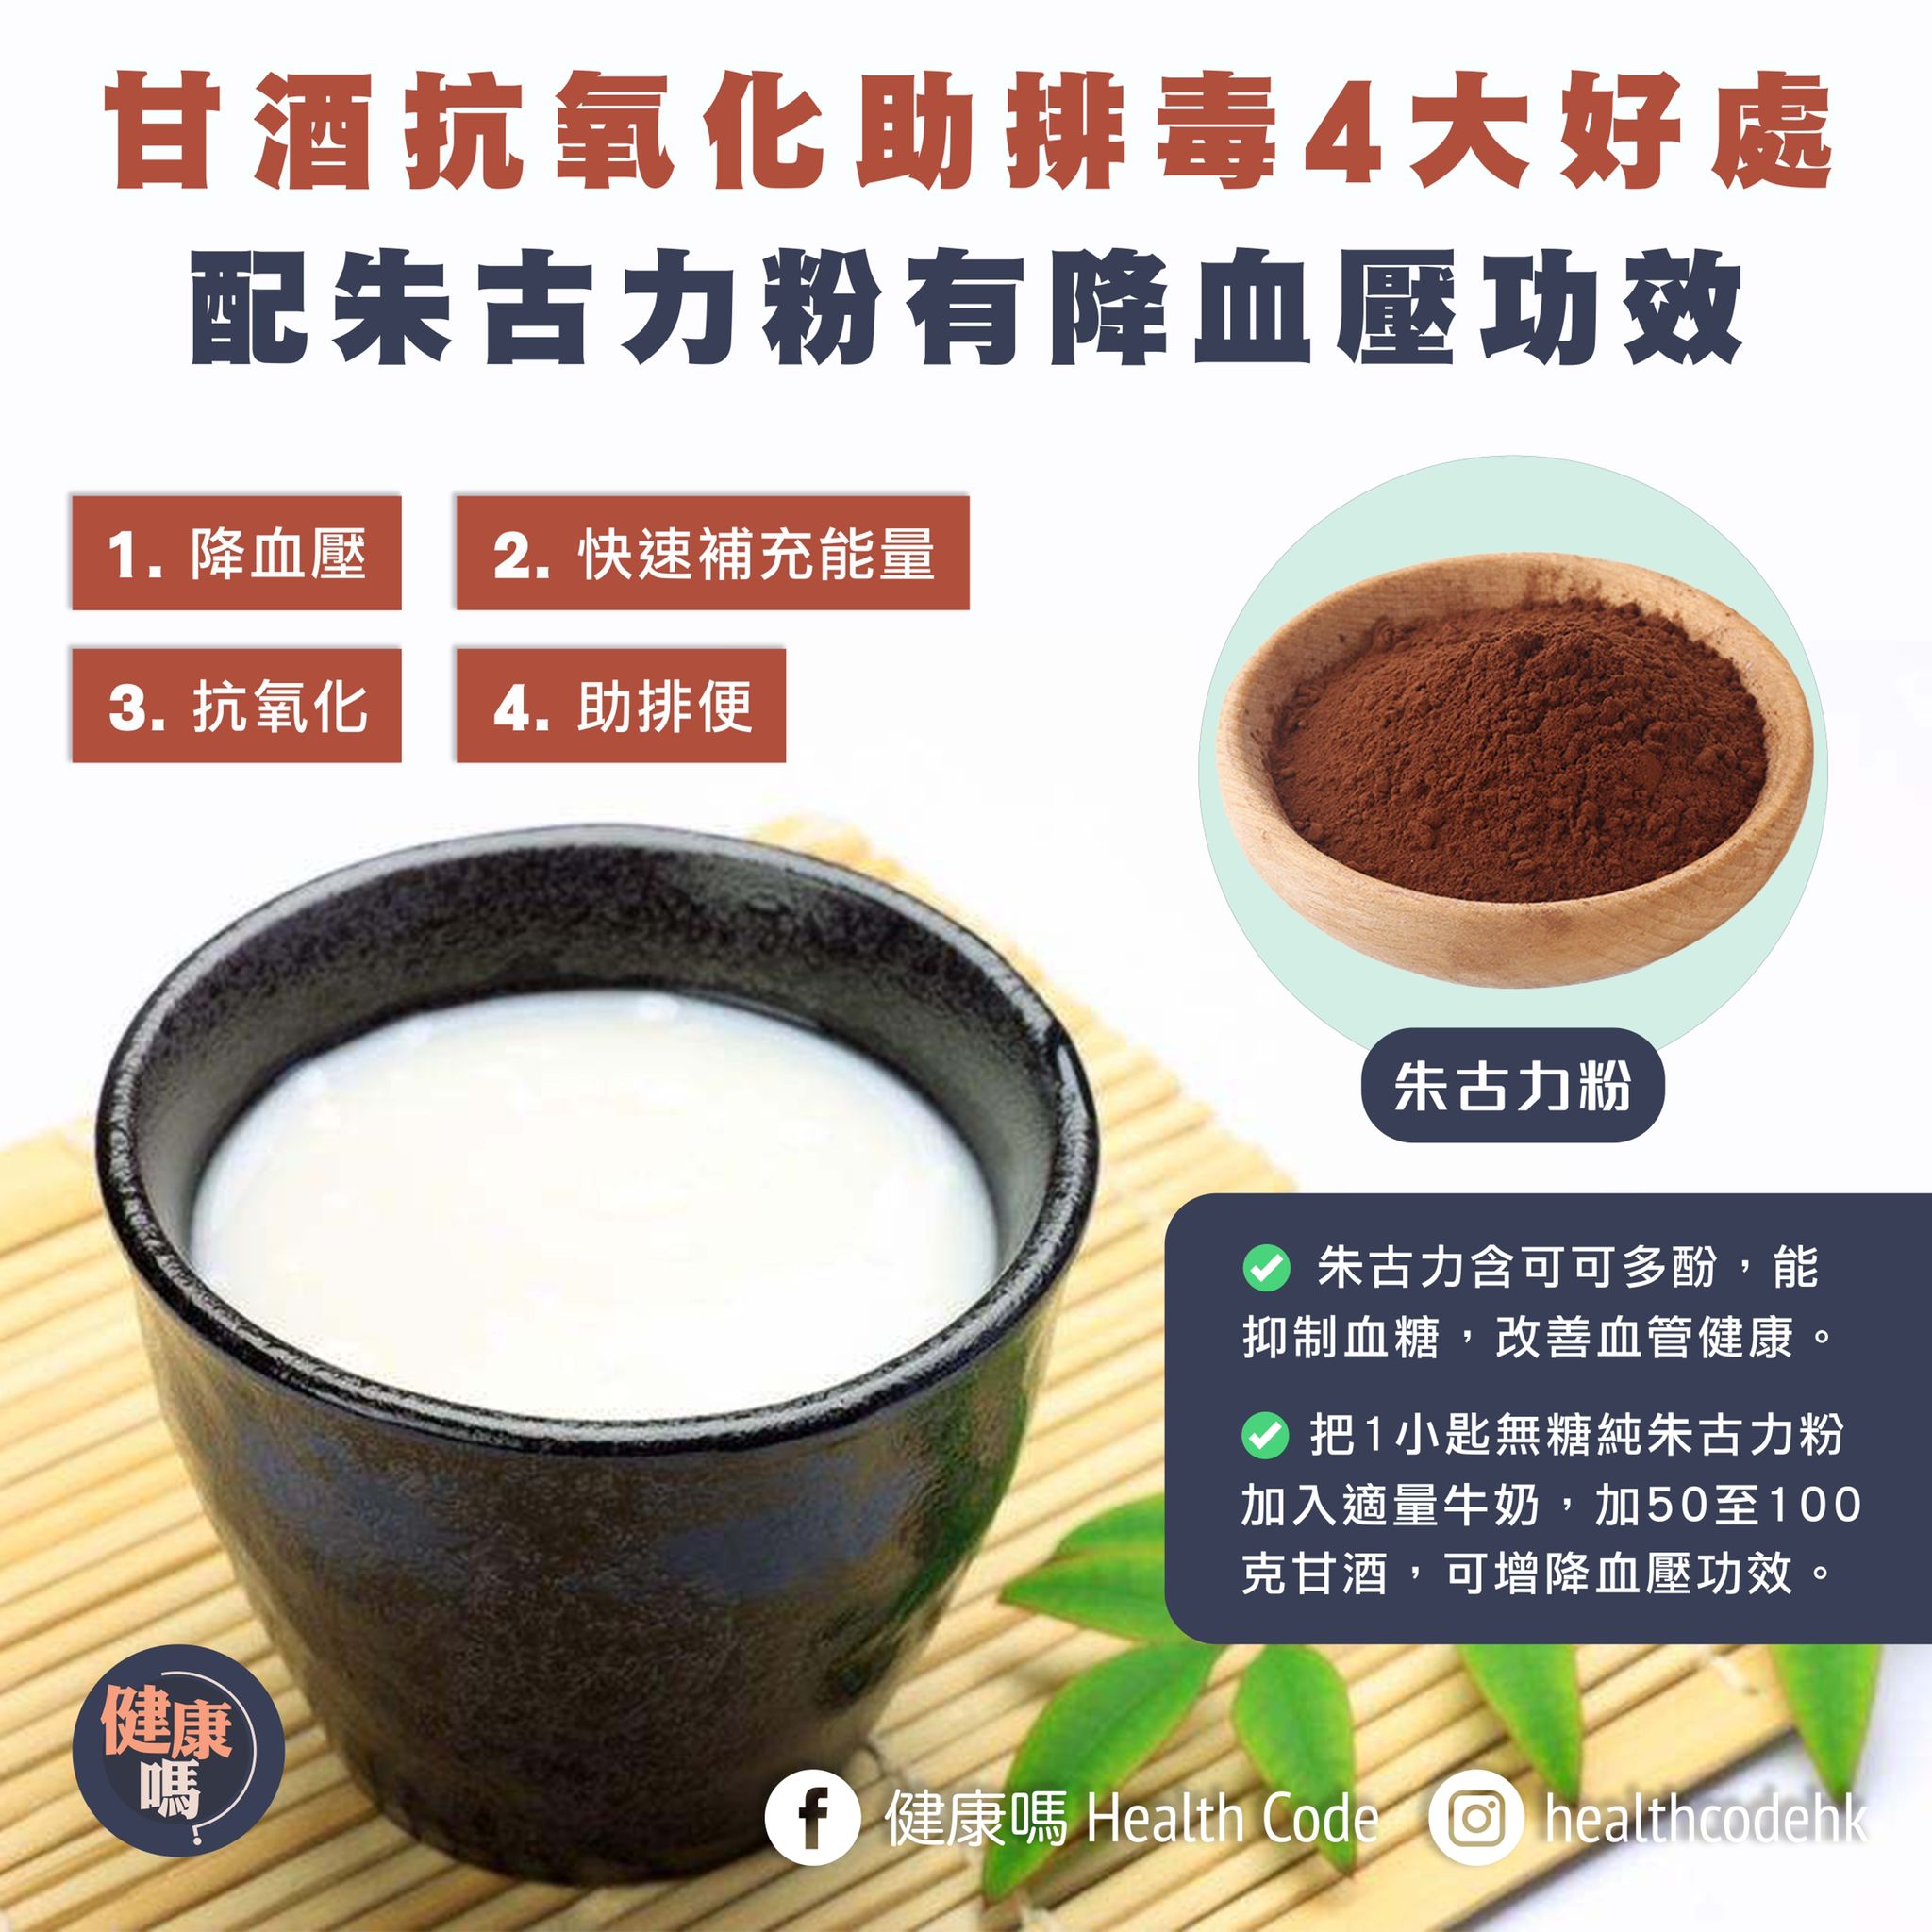 甘酒抗氧化助排毒4大好處
配朱古力粉有降血壓功效
1. 降血壓
2. 快速補充能量
3. 抗氧化
4. 助排便
朱古力粉
朱古力含可可多酚，能
抑制血糖，改善血管健康。
把1小匙無糖純朱古力粉
加入適量牛奶，加50至100
克甘酒，可增降血壓功效。
健康
嗎?
健康嗎 Health Code
healthcodehk